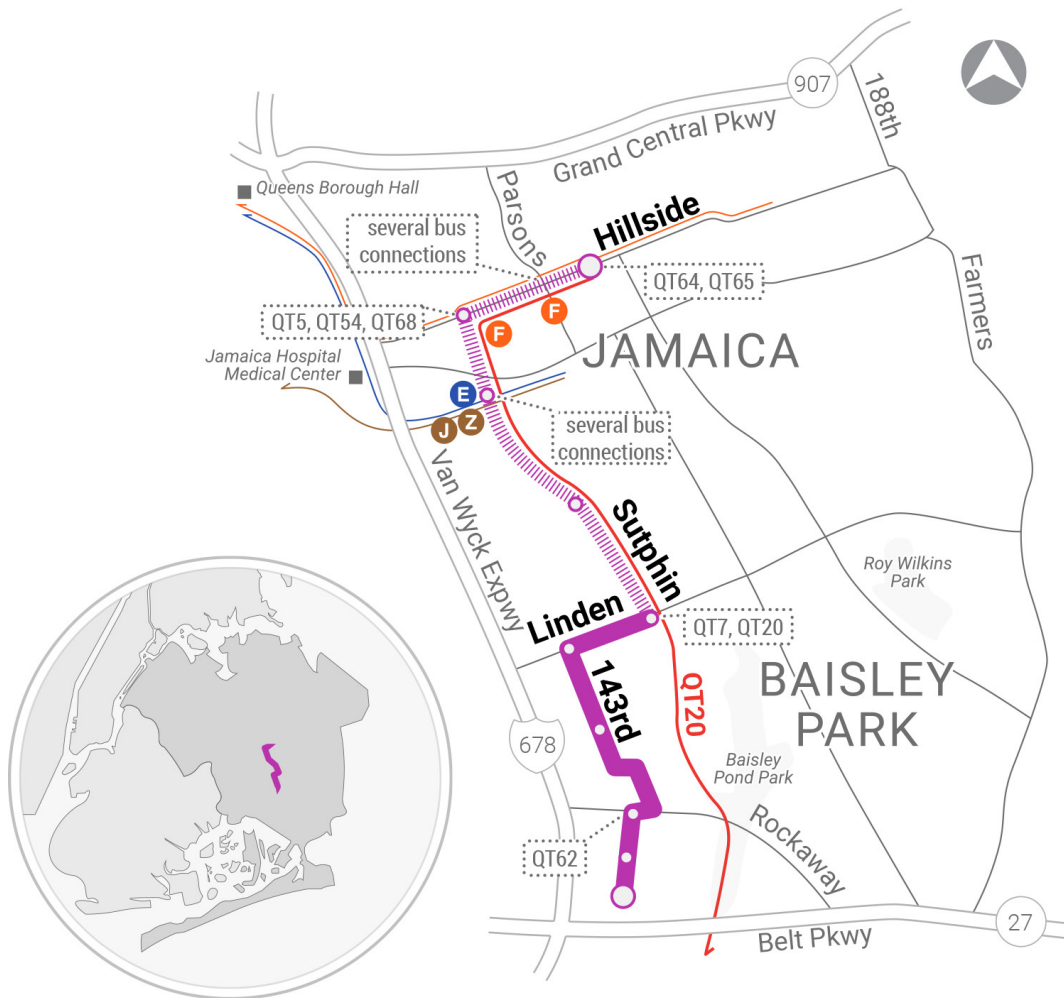 907
188th
Grand Central Pkwy
Queens Borough Hall
Parsons
Hillside
several bus
connections
QT64, QT65
Farmers
QT5, QT54, QT68
F
F
JAMAICA
Jamaica Hospital
Medical Center
E
J
Z
several bus
connections
Van Wyck Expwy
Sutphin
Roy Wilkins
Park
Linden
QT7, QT20
143rd
QT20
BAISLEY
PARK
678
Baisley
Pond Park
Rockaway
QT62
27
Belt Pkwy